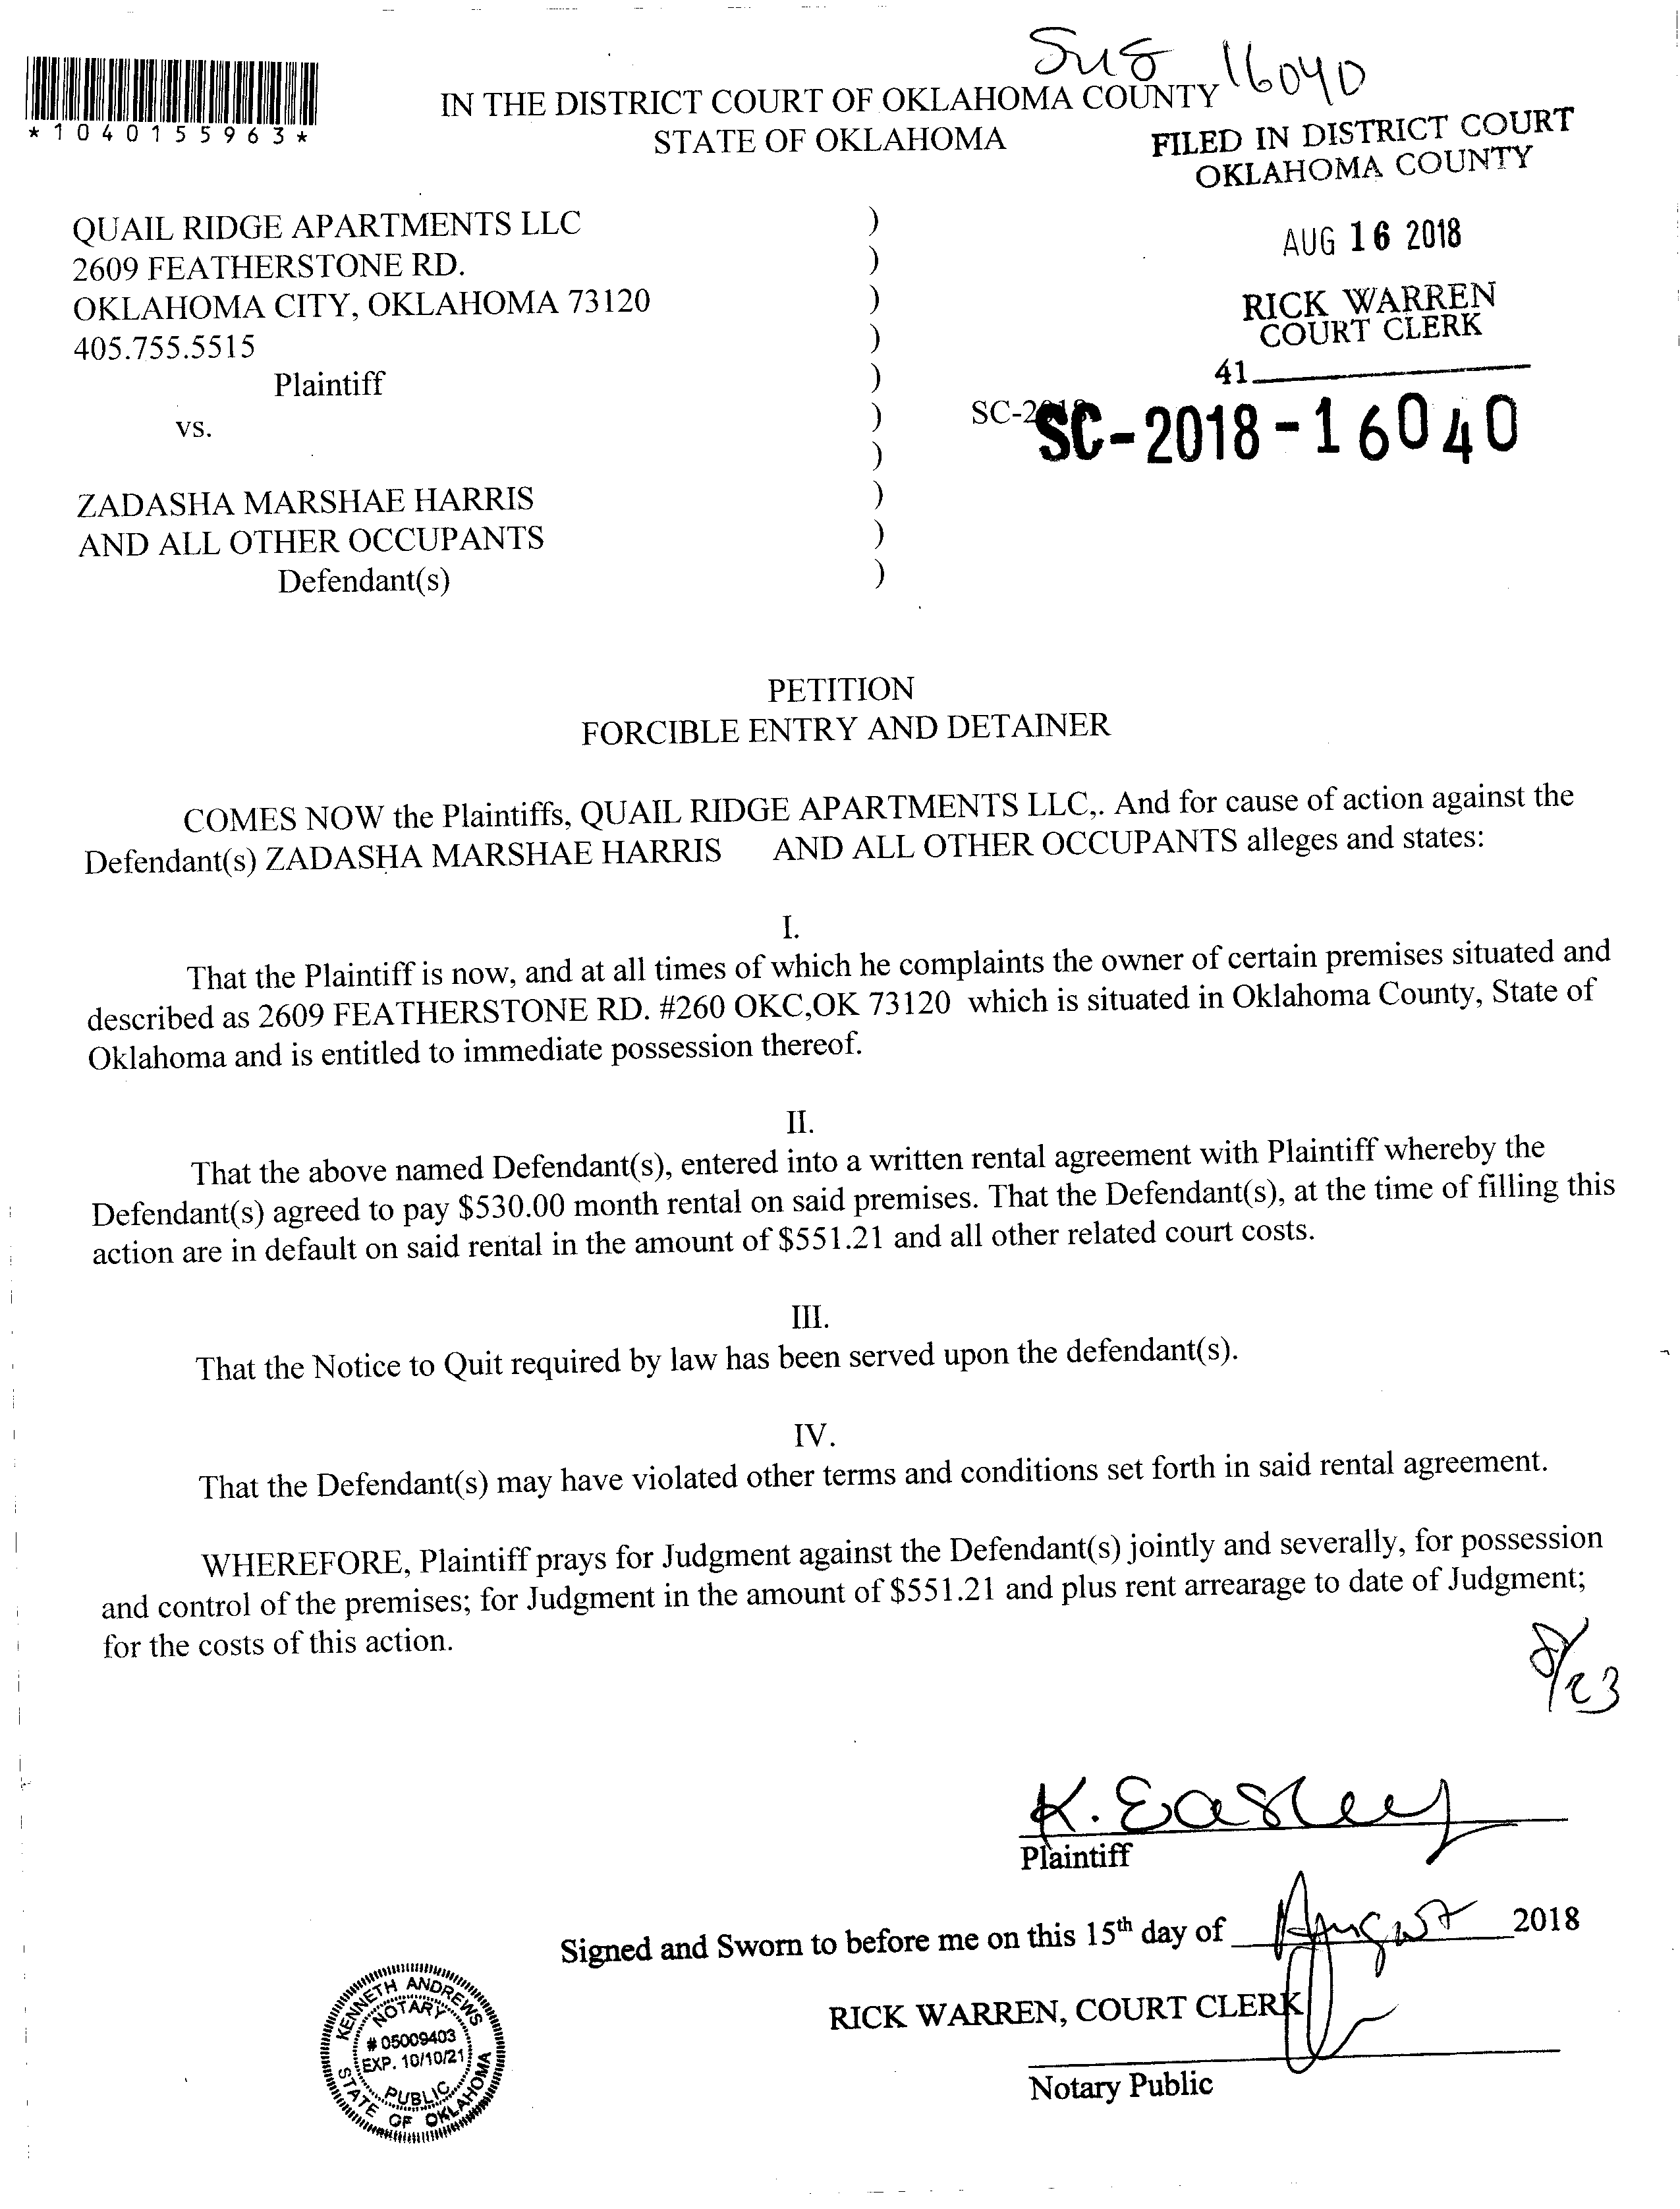 SMG 16040
*1040155963*
IN THE DISTRICT COURT OF OKLAHOMA COUNTY
STATE OF OKLAHOMA
FILED IN DISTRICT COURT
OKLAHOMA COUNTY
AUG 16 2018
RICK WARREN
COURT CLERK
41
SC-2018
SC-2018-16040
QUAIL RIDGE APARTMENTS LLC )
2609 FEATHERSTONE RD. )
OKLAHOMA CITY, OKLAHOMA 73120 )
405.755.5515 )
Plaintiff )
vs. )
)
ZADASHA MARSHAE HARRIS )
AND ALL OTHER OCCUPANTS )
Defendant(s) )
PETITION
FORCIBLE ENTRY AND DETAINER
COMES NOW the Plaintiffs, QUAIL RIDGE APARTMENTS LLC,. And for cause of action against the
Defendant(s) ZADASHA MARSHAE HARRIS AND ALL OTHER OCCUPANTS alleges and states:
I.
That the Plaintiff is now, and at all times of which he complaints the owner of certain premises situated and
described as 2609 FEATHERSTONE RD. #260 OKC,OK 73120 which is situated in Oklahoma County, State of
Oklahoma and is entitled to immediate possession thereof.
II.
That the above named Defendant(s), entered into a written rental agreement with Plaintiff whereby the
Defendant(s) agreed to pay $530.00 month rental on said premises. That the Defendant(s), at the time of filling this
action are in default on said rental in the amount of $551.21 and all other related court costs.
III.
That the Notice to Quit required by law has been served upon the defendant(s).
IV.
That the Defendant(s) may have violated other terms and conditions set forth in said rental agreement.
WHEREFORE, Plaintiff prays for Judgment against the Defendant(s) jointly and severally, for possession
and control of the premises; for Judgment in the amount of $551.21 and plus rent arrearage to date of Judgment;
for the costs of this action.
8/23
K. Easley
Plaintiff
Signed and Sworn to before me on this 15th day of August 2018
RICK WARREN, COURT CLERK
Notary Public
KENNETH ANDREWS
NOTARY
# 05009403
EXP. 10/10/21
PUBLIC
STATE OF OKLAHOMA